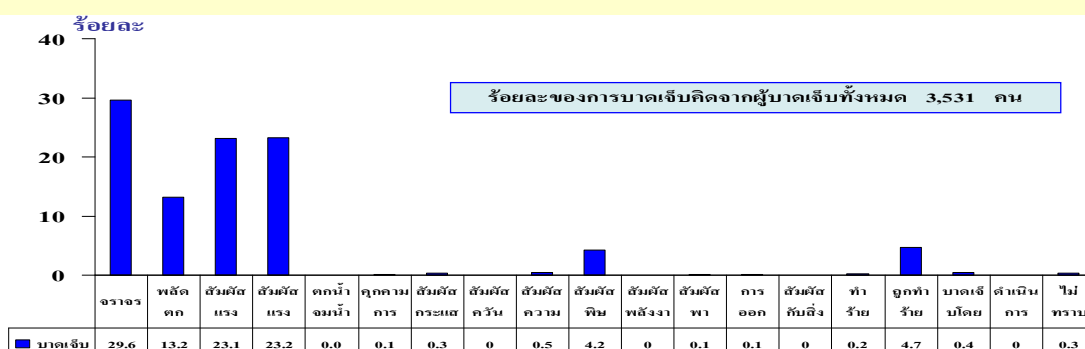 ร้อยละ
40
30
20
10
0
ร้อยละของการบาดเจ็บคิดจากผู้บาดเจ็บทั้งหมด 3,531 คน
จราจร พลัด สัมผัส สัมผัส ตกน้ำ คุกคาม สัมผัส สัมผัส สัมผัส สัมผัส สัมผัส สัมผัส การ สัมผัส ทำ ถูกทำ บาดเจ็ ดำเนิน ไม่
ตก แรง แรง จมน้ำ การ กระแส ควัน ความ พิษ พลังงา พา ออก กับสิ่ง ร้าย ร้าย บโดย การ ทราบ
บาดเจ็บ 29.6 13.2 23.1 23.2 0.0 0.1 0.3 0 0.5 4.2 0 0.1 0.1 0 0.2 4.7 0.4 0 0.3